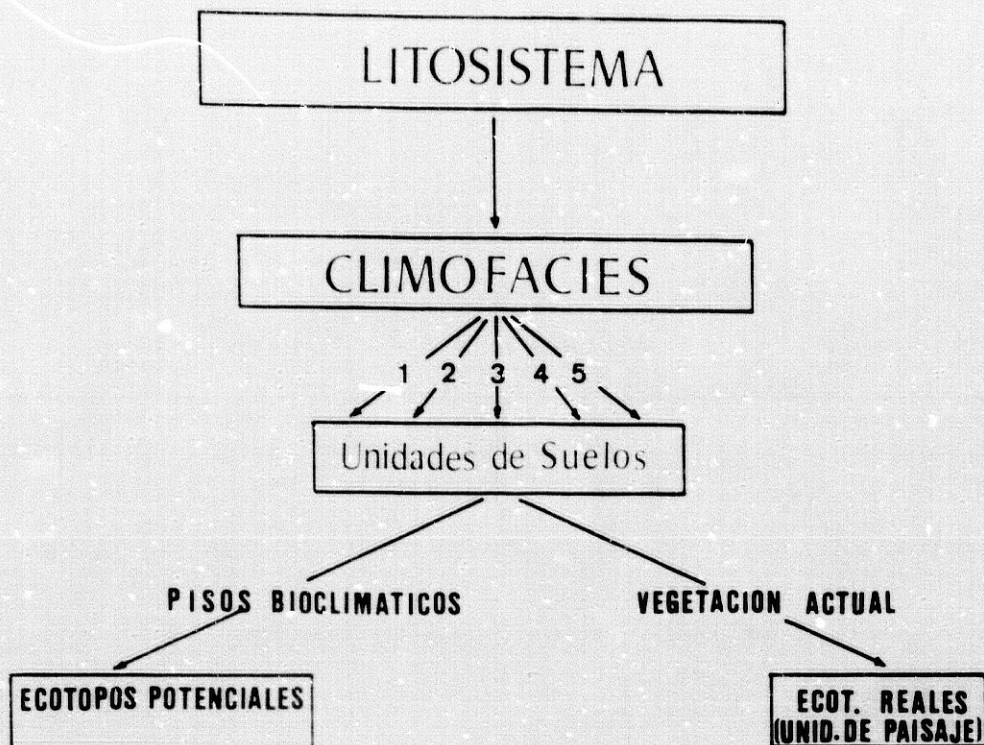 LITOSISTEMA
CLIMOFACIES
1 2 3 4 5
Unidades de Suelos
PISOS BIOCLIMATICOS
VEGETACION ACTUAL
ECOTOPOS POTENCIALES
ECOT. REALES
(UNID. DE PAISAJE)